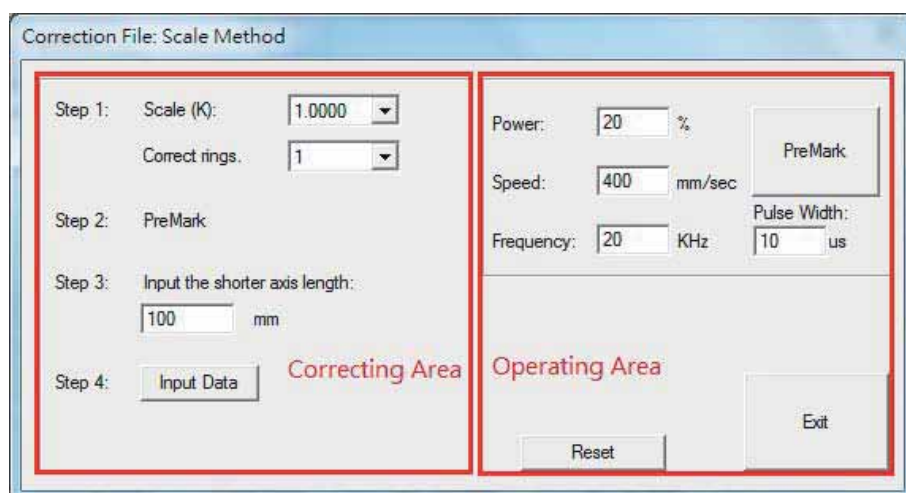 Correction File: Scale Method
Step 1: Scale (K): 1.0000
Correct rings. 1
Step 2: PreMark
Step 3: Input the shorter axis length:
100 mm
Step 4: Input Data
Correcting Area
Power: 20 %
PreMark
Speed: 400 mm/sec
Pulse Width:
Frequency: 20 KHz
10 us
Operating Area
Exit
Reset